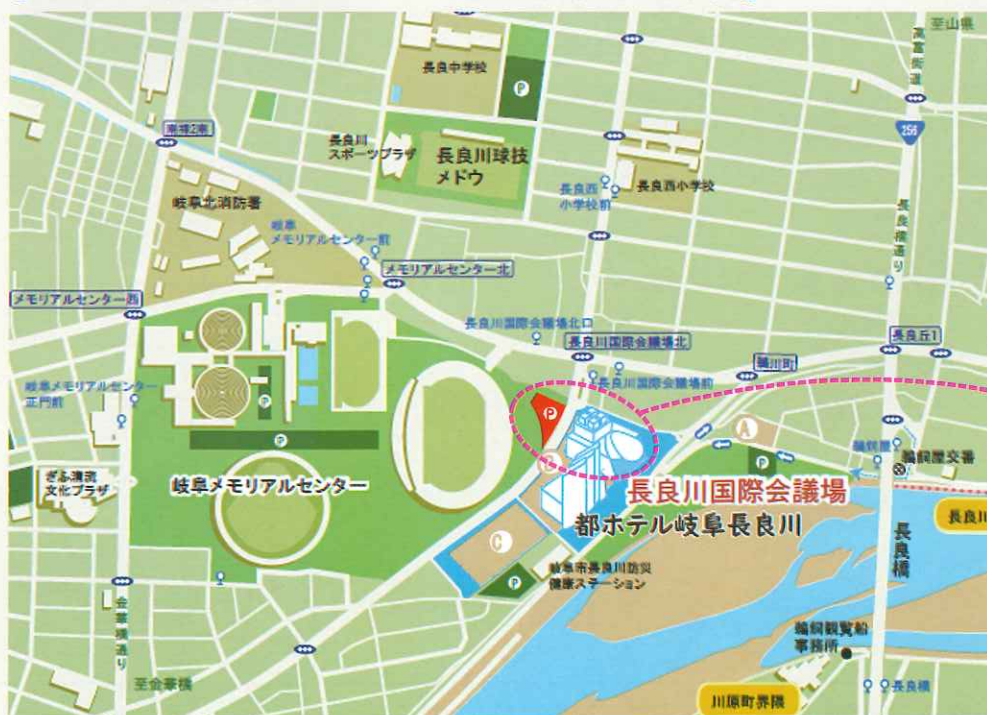 至山県
高富街道
長良中学校
P
256
長良川
スポーツプラザ
長良川球技
メドウ
長良西
小学校前
長良西小学校
岐阜北消防署
岐阜
メモリアルセンター前
長良橋通り
メモリアルセンター北
メモリアルセンター西
長良川国際会議場北口
長良川国際会議場北
長良丘1
鵜川町
長良川国際会議場前
岐阜メモリアルセンター
正門前
P
P
A
P
P
鵜飼屋
鵜飼屋交番
ぎふ清流
文化プラザ
岐阜メモリアルセンター
長良川国際会議場
都ホテル岐阜長良川
長良川
C
長良橋
岐阜市長良川防災
健康ステーション
P
金華橋通り
鵜飼観覧船
事務所
至金華橋
川原町界隈
長良橋